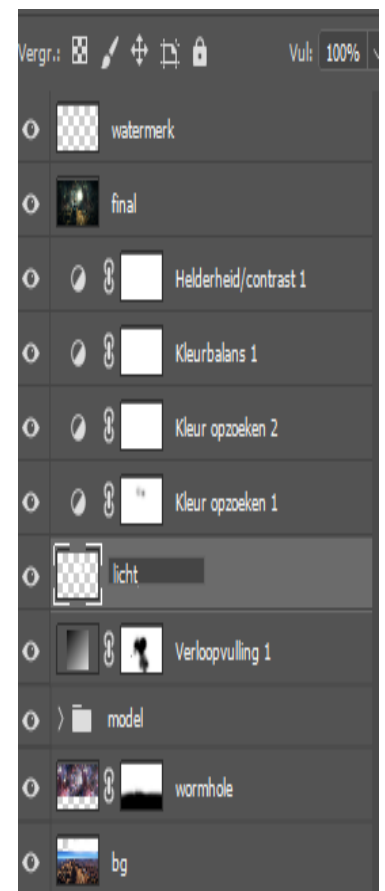 Vergr.: Vul: 100%
watermerk
final
Helderheid/contrast 1
Kleurbalans 1
Kleur opzoeken 2
Kleur opzoeken 1
licht
Verloopvulling 1
model
wormhole
bg